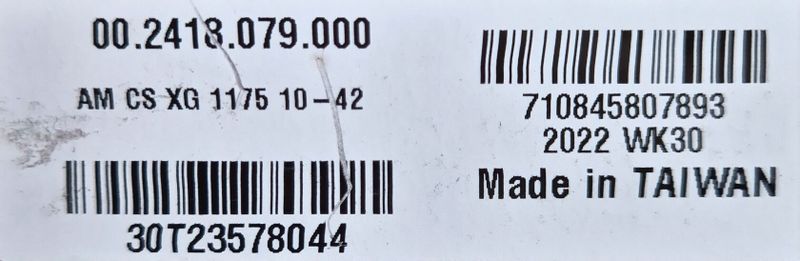 00.2418.079.000
AM CS XG 1175 10-42
30T23578044
710845807893
2022 WK30
Made in TAIWAN